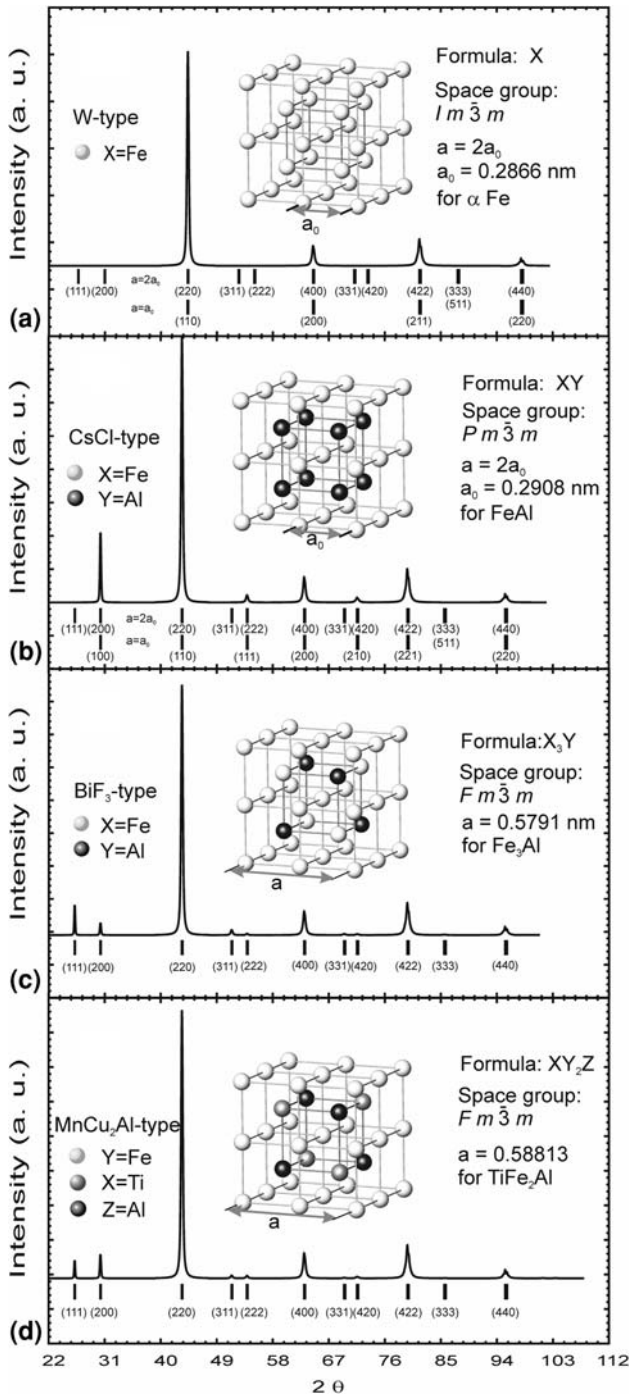 Intensity (a. u.)
W-type
X=Fe
Formula: X
Space group:
I m 3̄ m
a = 2a₀
a₀ = 0.2866 nm
for α Fe
a₀
(111) (200) a=2a₀ (220) (311) (222) (400) (331) (420) (422) (333) (440)
(511)
a=a₀ (110) (200) (211) (220)
(a)
Intensity (a. u.)
CsCl-type
X=Fe
Y=Al
Formula: XY
Space group:
P m 3̄ m
a = 2a₀
a₀ = 0.2908 nm
for FeAl
a₀
(111) (200) a=2a₀ (220) (311) (222) (400) (331) (420) (422) (333) (440)
(511)
a=a₀
(100) (110) (111) (200) (210) (221) (220)
(b)
Intensity (a. u.)
BiF₃-type
X=Fe
Y=Al
Formula:X₃Y
Space group:
F m 3̄ m
a = 0.5791 nm
for Fe₃Al
a
(111) (200) (220) (311) (222) (400) (331) (420) (422) (333) (440)
(c)
Intensity (a. u.)
MnCu₂Al-type
Y=Fe
X=Ti
Z=Al
Formula: XY₂Z
Space group:
F m 3̄ m
a = 0.58813
for TiFe₂Al
a
(111) (200) (220) (311) (222) (400) (331) (420) (422) (333) (440)
(d)
22 31 40 49 58 67 76 85 94 103 112
2 θ